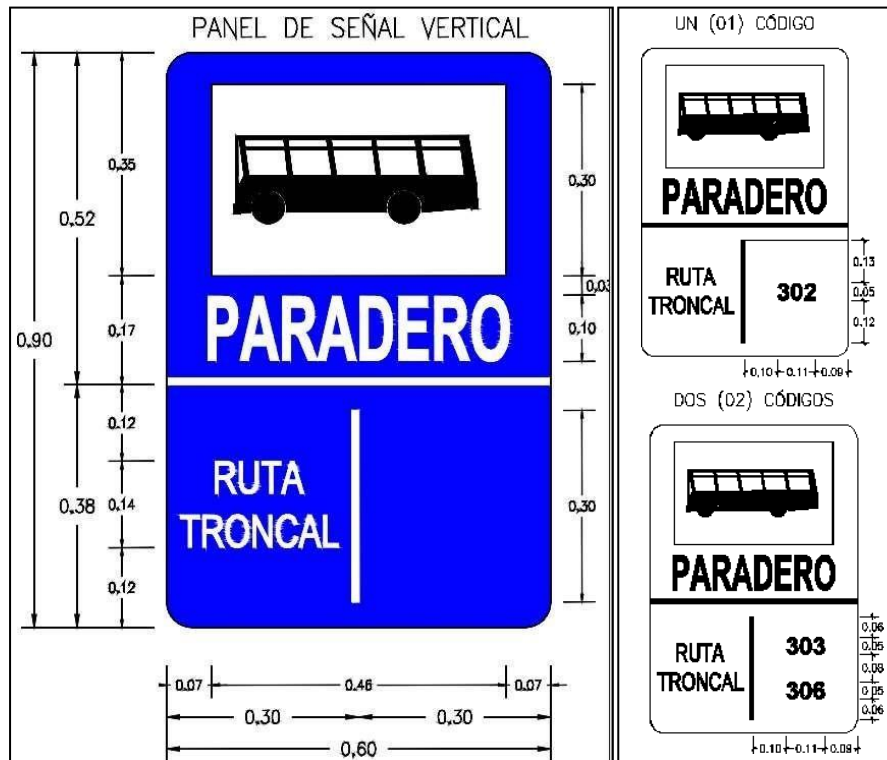 PANEL DE SEÑAL VERTICAL
0.35
0.30
0.52
0.03
PARADERO
0.17
0.10
0.90
0.12
RUTA
TRONCAL
0.38
0.14
0.30
0.12
0.07
0.46
0.07
0.30
0.30
0.60
UN (01) CÓDIGO
PARADERO
RUTA
TRONCAL
302
0.13
0.05
0.12
0.10
0.11
0.09
DOS (02) CÓDIGOS
PARADERO
RUTA
TRONCAL
303
306
0.06
0.05
0.08
0.05
0.06
0.10
0.11
0.09